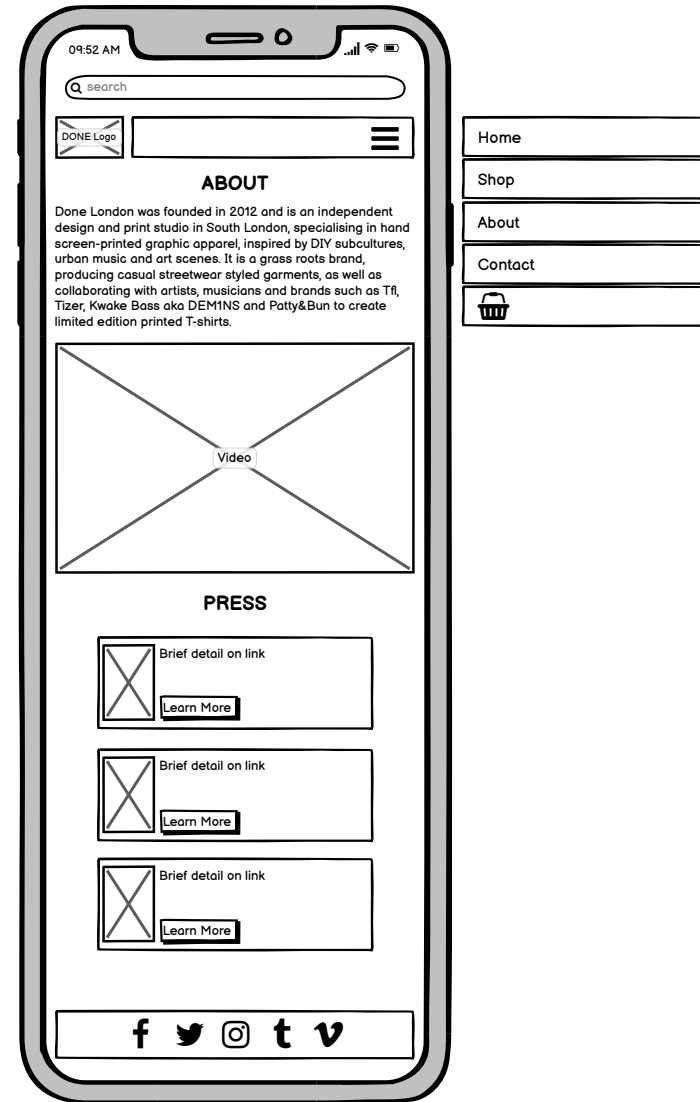 09:52 AM
search
DONE Logo
Home
Shop
About
Contact
ABOUT
Done London was founded in 2012 and is an independent
design and print studio in South London, specialising in hand
screen-printed graphic apparel, inspired by DIY subcultures,
urban music and art scenes. It is a grass roots brand,
producing casual streetwear styled garments, as well as
collaborating with artists, musicians and brands such as Tfl,
Tizer, Kwake Bass aka DEM1NS and Patty&Bun to create
limited edition printed T-shirts.
Video
PRESS
Brief detail on link
Learn More
Brief detail on link
Learn More
Brief detail on link
Learn More